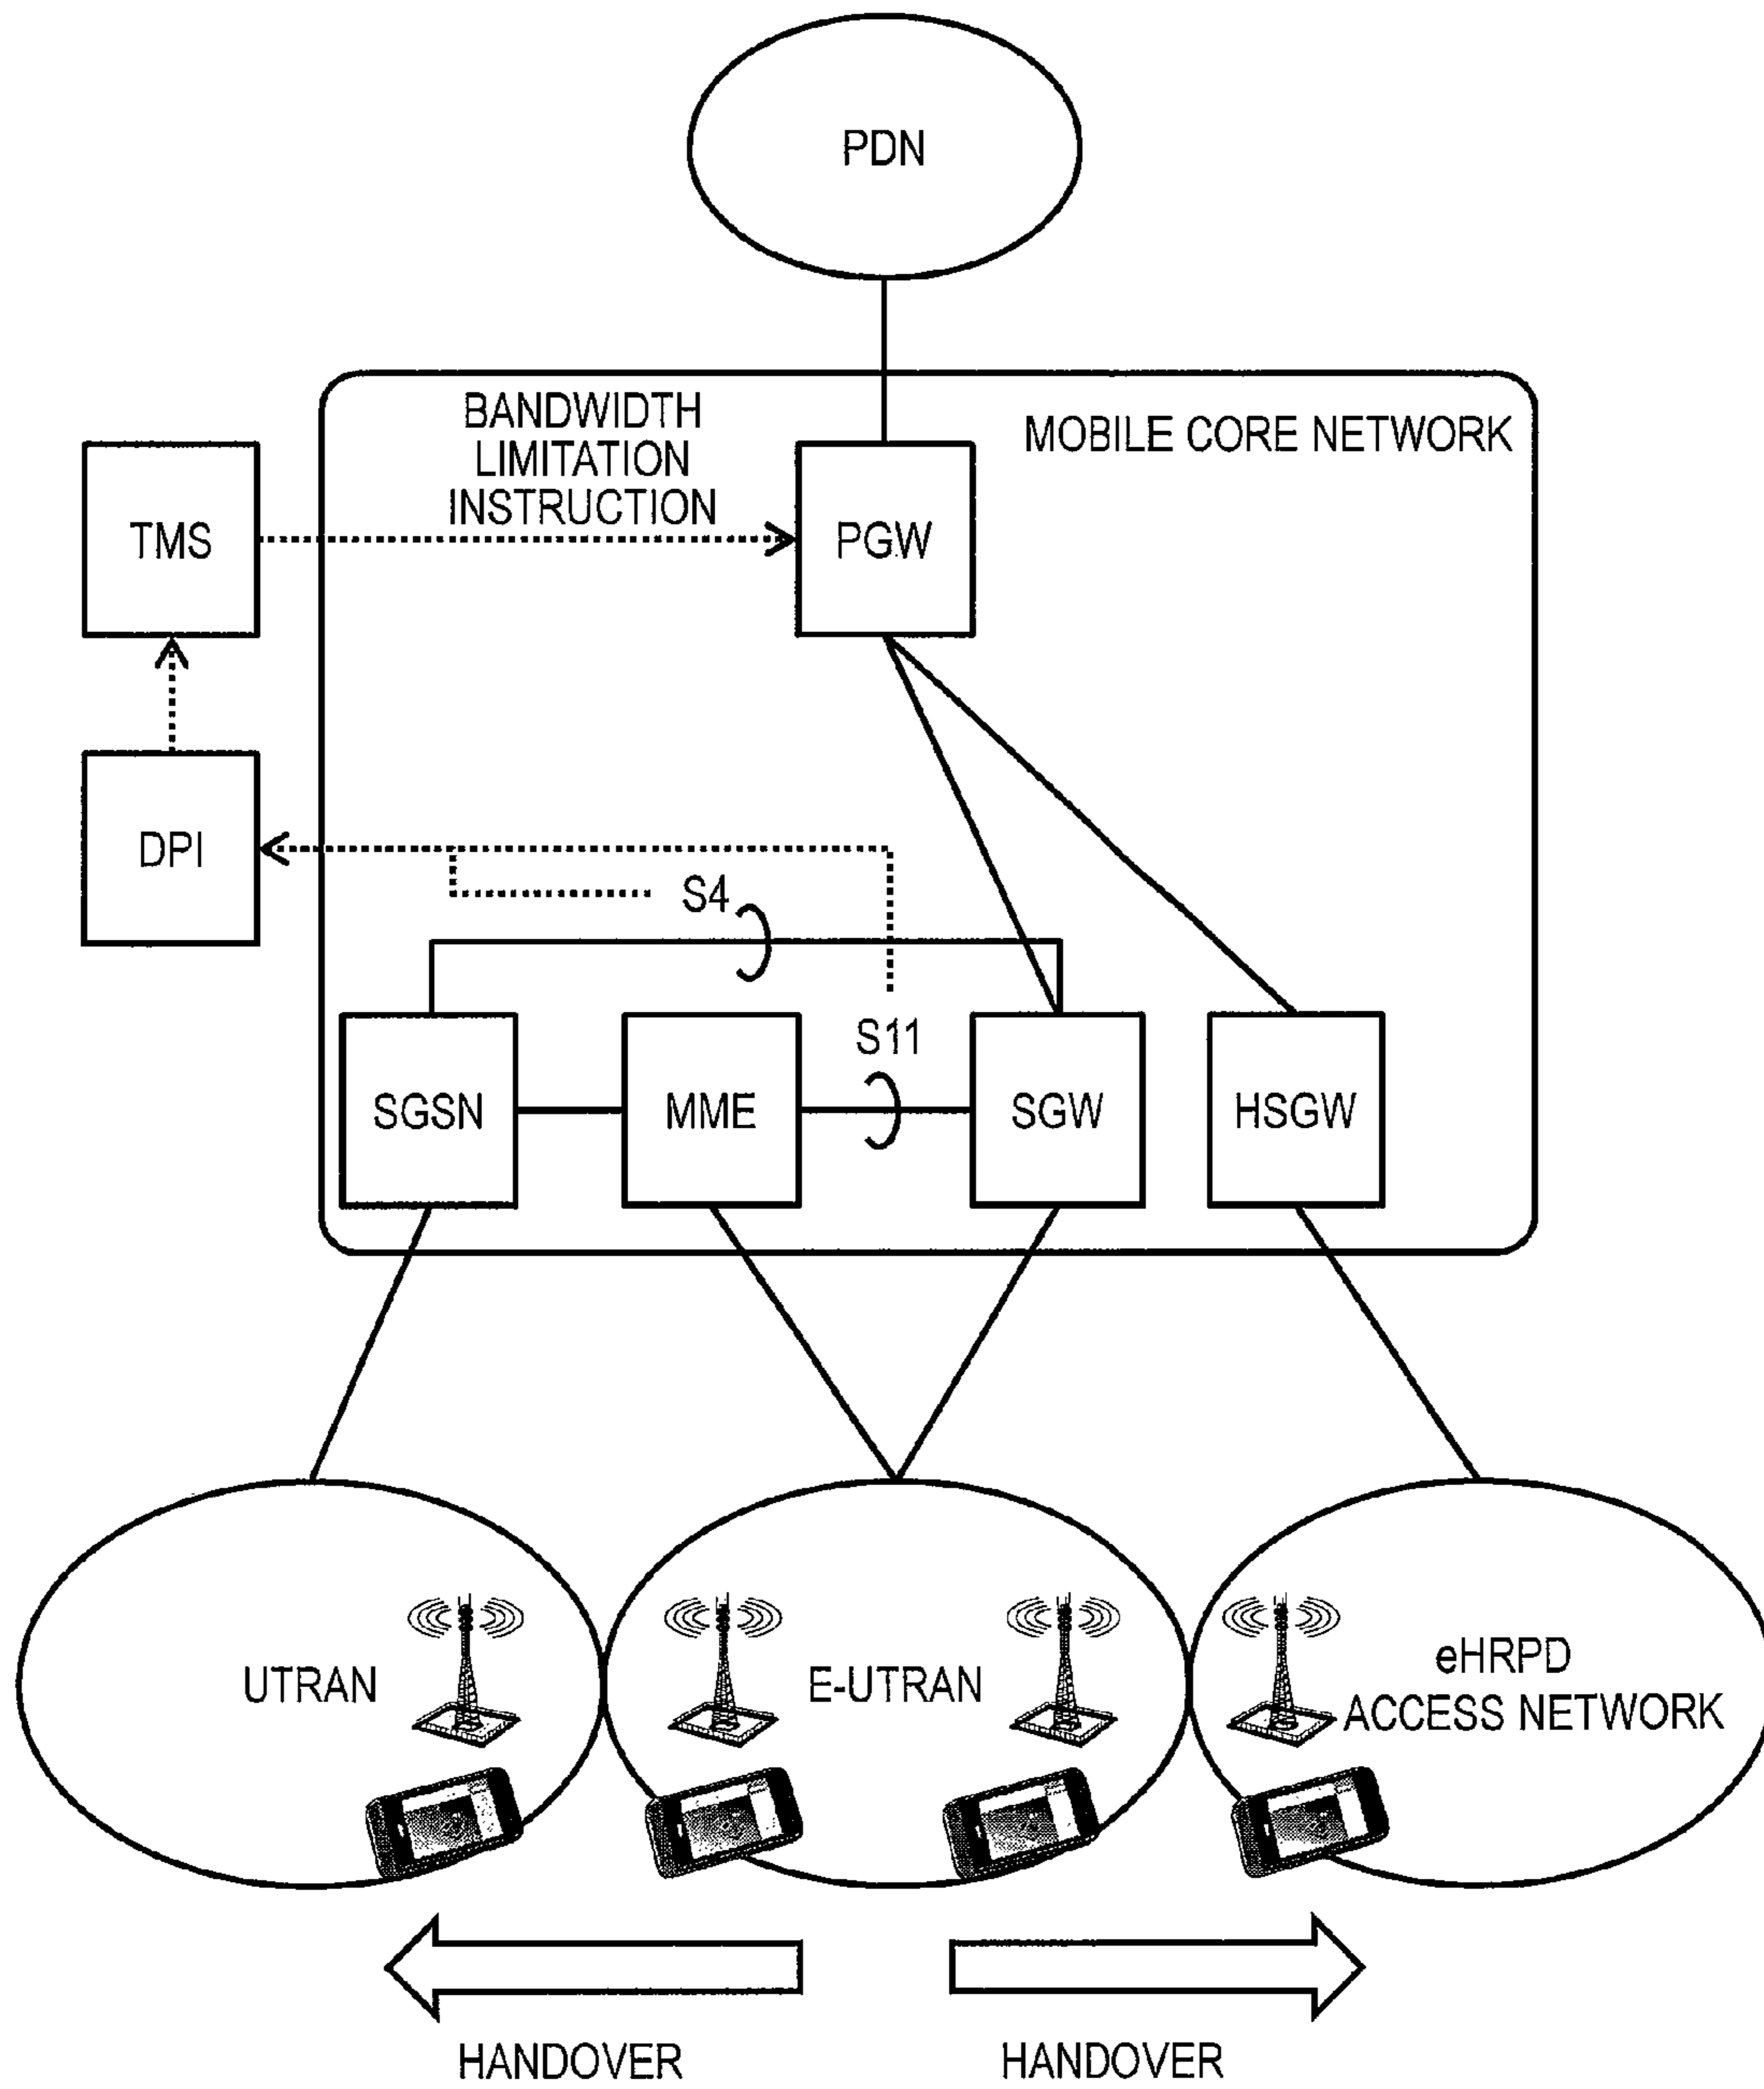 PDN
BANDWIDTH
LIMITATION
INSTRUCTION
MOBILE CORE NETWORK
TMS
PGW
DPI
S4
S11
SGSN
MME
SGW
HSGW
UTRAN
E-UTRAN
eHRPD
ACCESS NETWORK
HANDOVER
HANDOVER